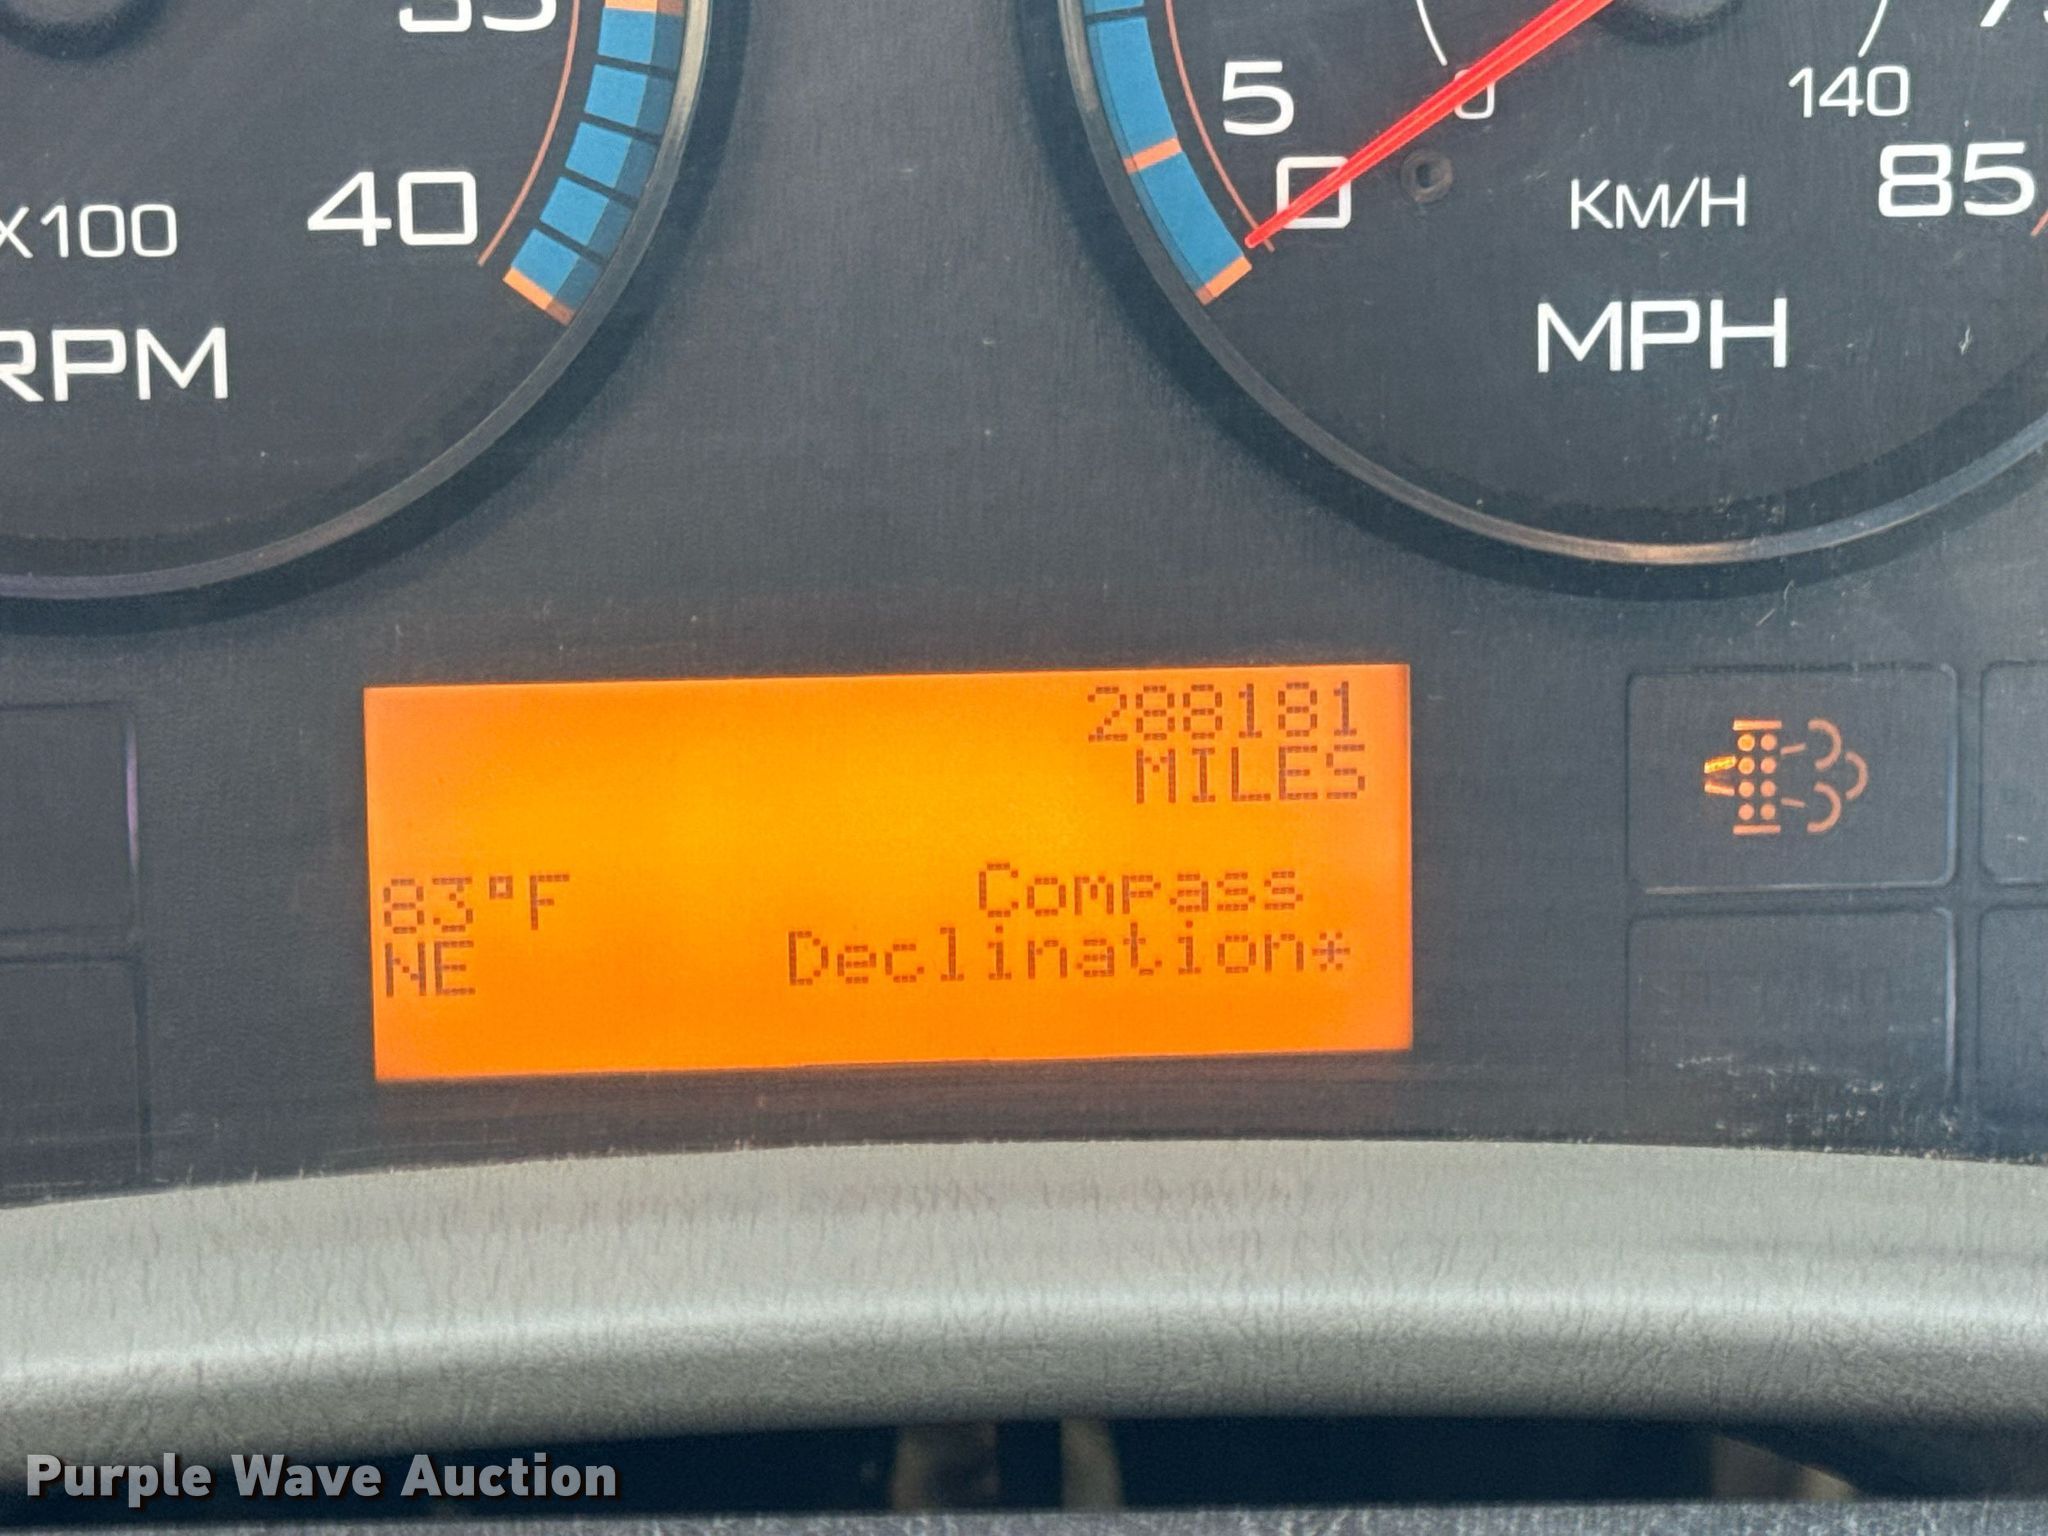 35
40
X100
RPM
5
0
0
140
85
KM/H
MPH
288181
MILES
83°F
Compass
NE
Declination*
Purple Wave Auction